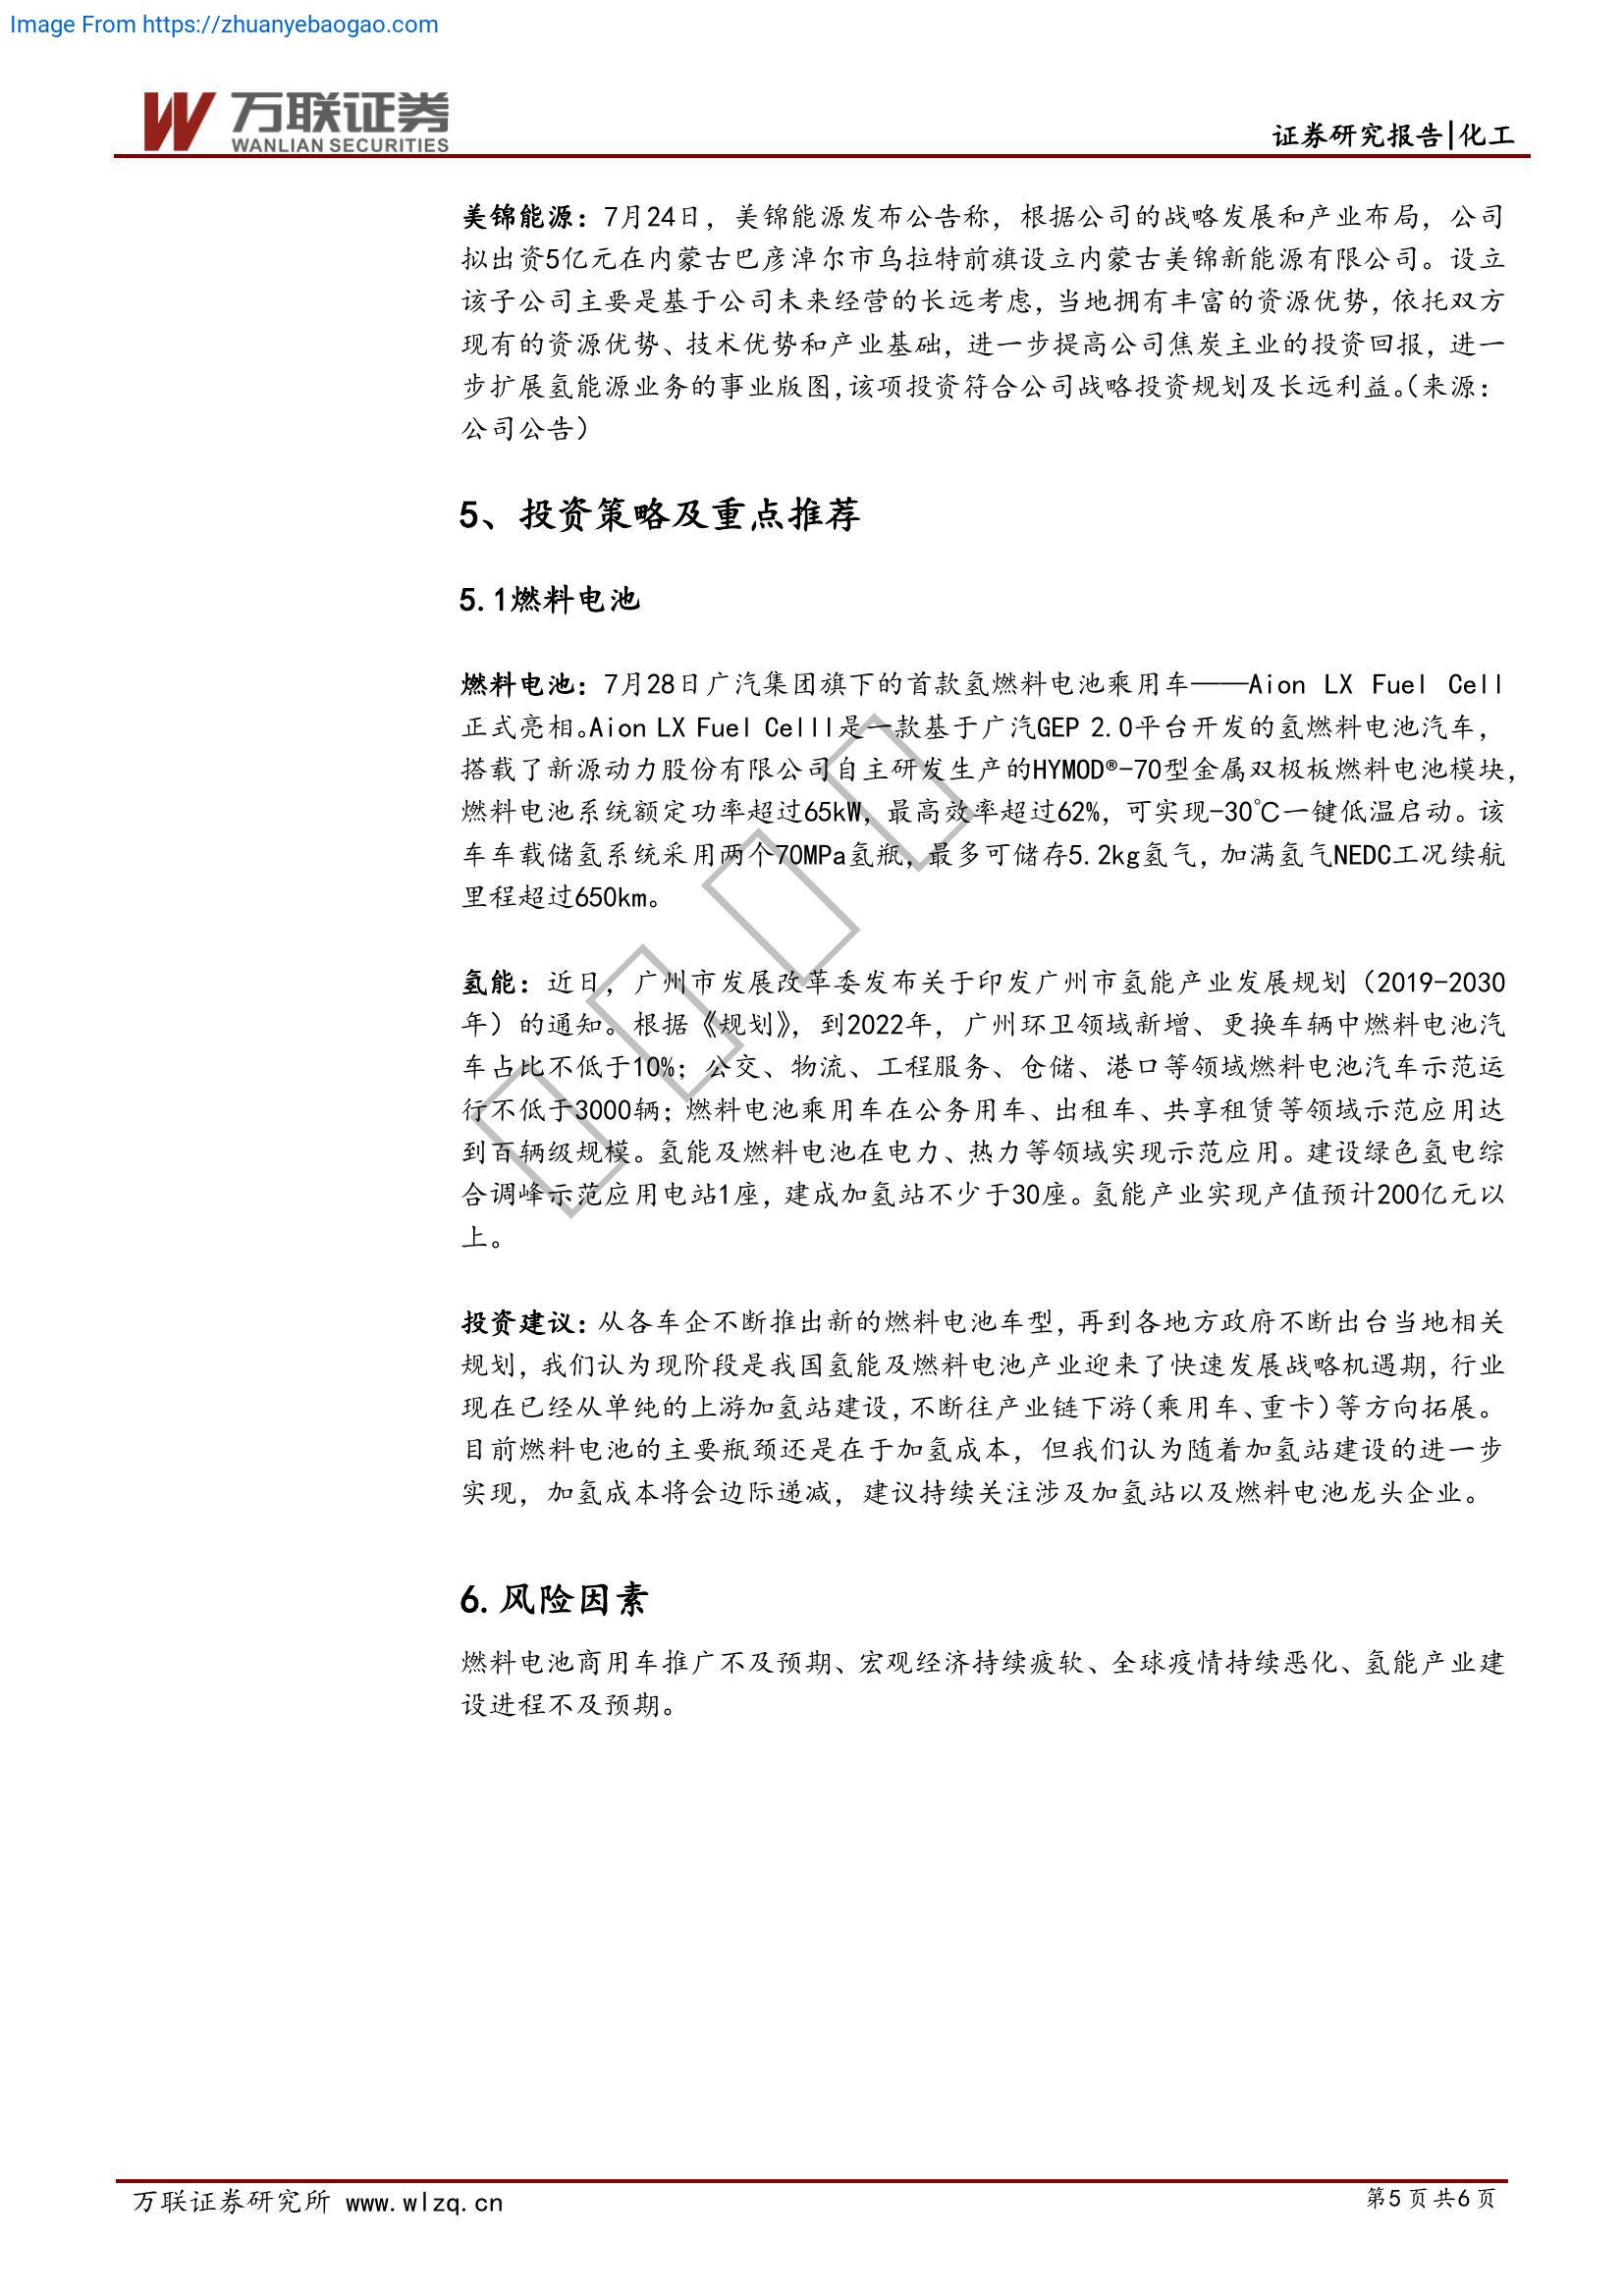 Image From https://zhuanyebaogao.com
万联证券
WANLIAN SECURITIES
证券研究报告|化工
美锦能源：7月24日，美锦能源发布公告称，根据公司的战略发展和产业布局，公司
拟出资5亿元在内蒙古巴彦淖尔市乌拉特前旗设立内蒙古美锦新能源有限公司。设立
该子公司主要是基于公司未来经营的长远考虑，当地拥有丰富的资源优势，依托双方
现有的资源优势、技术优势和产业基础，进一步提高公司焦炭主业的投资回报，进一
步扩展氢能源业务的事业版图，该项投资符合公司战略投资规划及长远利益。（来源：
公司公告）
5、投资策略及重点推荐
5.1燃料电池
燃料电池：7月28日广汽集团旗下的首款氢燃料电池乘用车——Aion LX Fuel Cell
正式亮相。Aion LX Fuel Celll是一款基于广汽GEP 2.0平台开发的氢燃料电池汽车，
搭载了新源动力股份有限公司自主研发生产的HYMOD®-70型金属双极板燃料电池模块，
燃料电池系统额定功率超过65kW，最高效率超过62%，可实现-30℃一键低温启动。该
车车载储氢系统采用两个70MPa氢瓶，最多可储存5.2kg氢气，加满氢气NEDC工况续航
里程超过650km。
氢能：近日，广州市发展改革委发布关于印发广州市氢能产业发展规划（2019-2030
年）的通知。根据《规划》，到2022年，广州环卫领域新增、更换车辆中燃料电池汽
车占比不低于10%；公交、物流、工程服务、仓储、港口等领域燃料电池汽车示范运
行不低于3000辆；燃料电池乘用车在公务用车、出租车、共享租赁等领域示范应用达
到百辆级规模。氢能及燃料电池在电力、热力等领域实现示范应用。建设绿色氢电综
合调峰示范应用电站1座，建成加氢站不少于30座。氢能产业实现产值预计200亿元以
上。
投资建议：从各车企不断推出新的燃料电池车型，再到各地方政府不断出台当地相关
规划，我们认为现阶段是我国氢能及燃料电池产业迎来了快速发展战略机遇期，行业
现在已经从单纯的上游加氢站建设，不断往产业链下游（乘用车、重卡）等方向拓展。
目前燃料电池的主要瓶颈还是在于加氢成本，但我们认为随着加氢站建设的进一步
实现，加氢成本将会边际递减，建议持续关注涉及加氢站以及燃料电池龙头企业。
6.风险因素
燃料电池商用车推广不及预期、宏观经济持续疲软、全球疫情持续恶化、氢能产业建
设进程不及预期。
万联证券研究所 www.wlzq.cn
第5页共6页